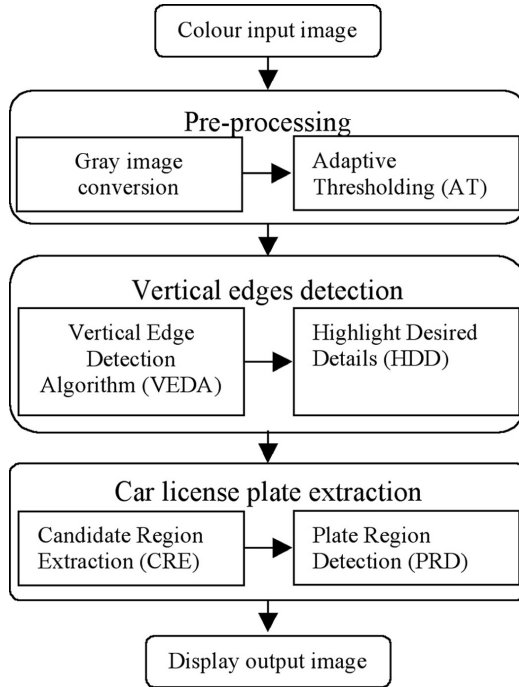 Colour input image
Pre-processing
Gray image
conversion
Adaptive
Thresholding (AT)
Vertical edges detection
Vertical Edge
Detection
Algorithm (VEDA)
Highlight Desired
Details (HDD)
Car license plate extraction
Candidate Region
Extraction (CRE)
Plate Region
Detection (PRD)
Display output image